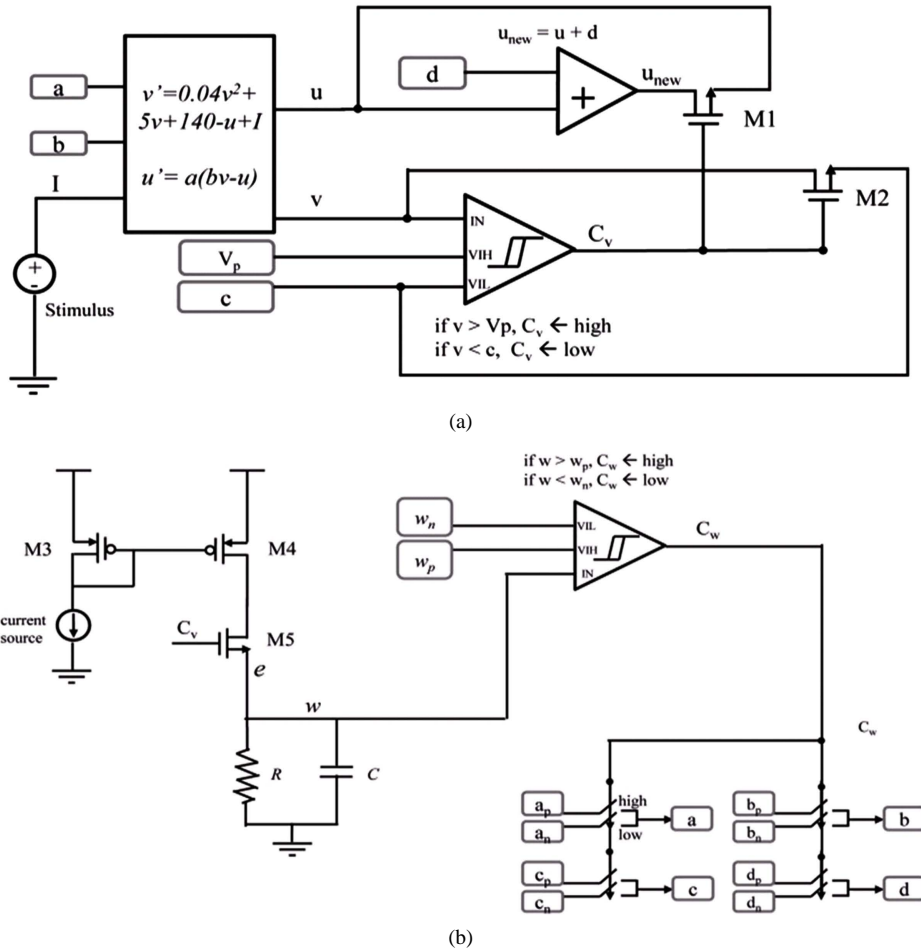 u_new = u + d
a
v'=0.04v²+
5v+140-u+I
u
d
u_new
+
M1
b
u'= a(bv-u)
I
v
M2
IN
C_v
+
-
V_p
VIH
c
VIL
Stimulus
if v > Vp, C_v ← high
if v < c, C_v ← low
(a)
if w > w_p, C_w ← high
if w < w_n, C_w ← low
w_n
VIL
C_w
M3
M4
w_p
VIH
IN
current
source
C_v
M5
e
w
C_w
R
C
a_p
high
a
a_n
low
b_p
b
b_n
c_p
c
c_n
d_p
d
d_n
(b)